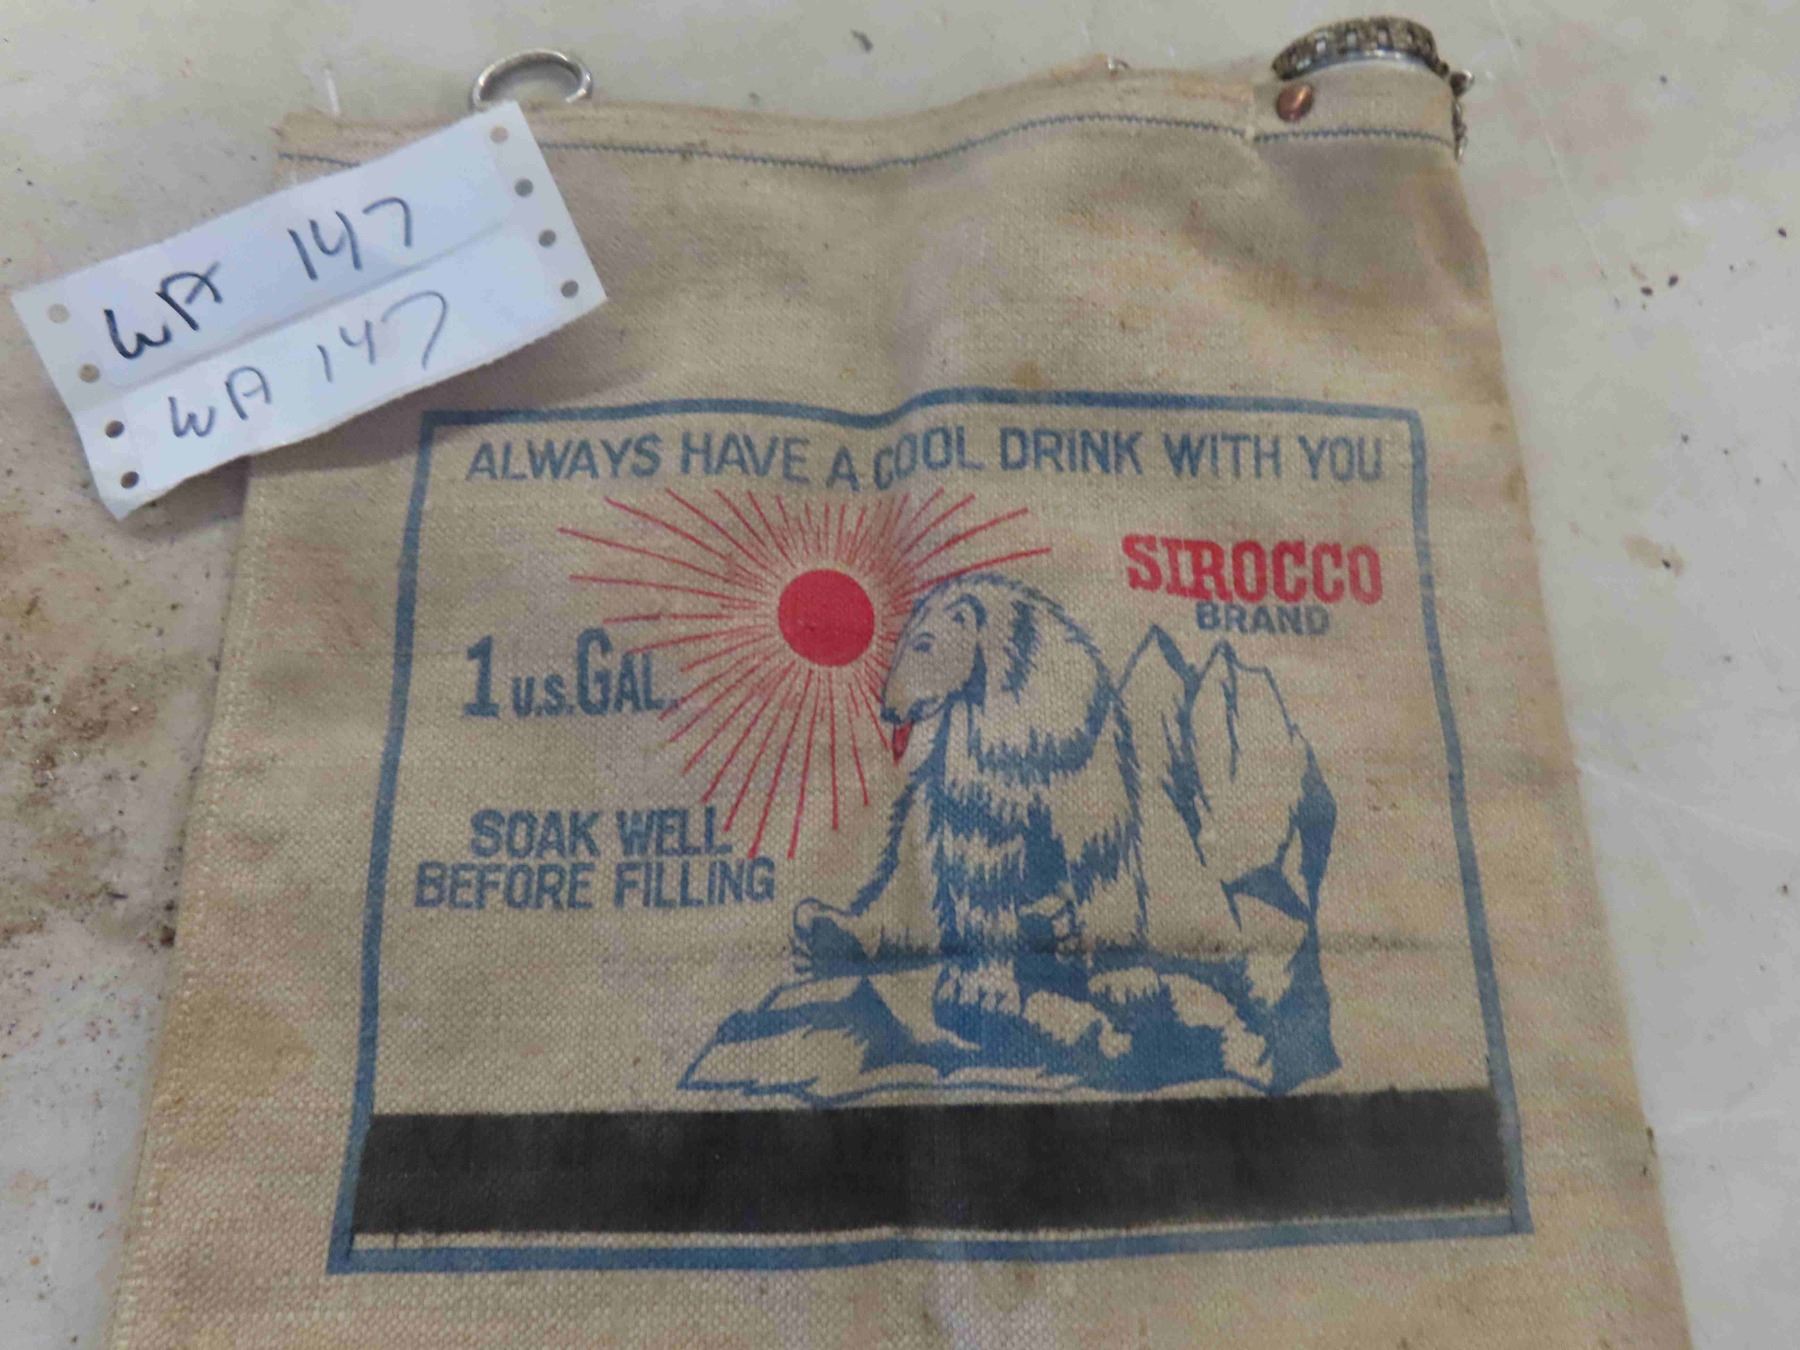 WA 147
WA 147
ALWAYS HAVE A COOL DRINK WITH YOU
SIROCCO
BRAND
1 U.S. GAL.
SOAK WELL
BEFORE FILLING